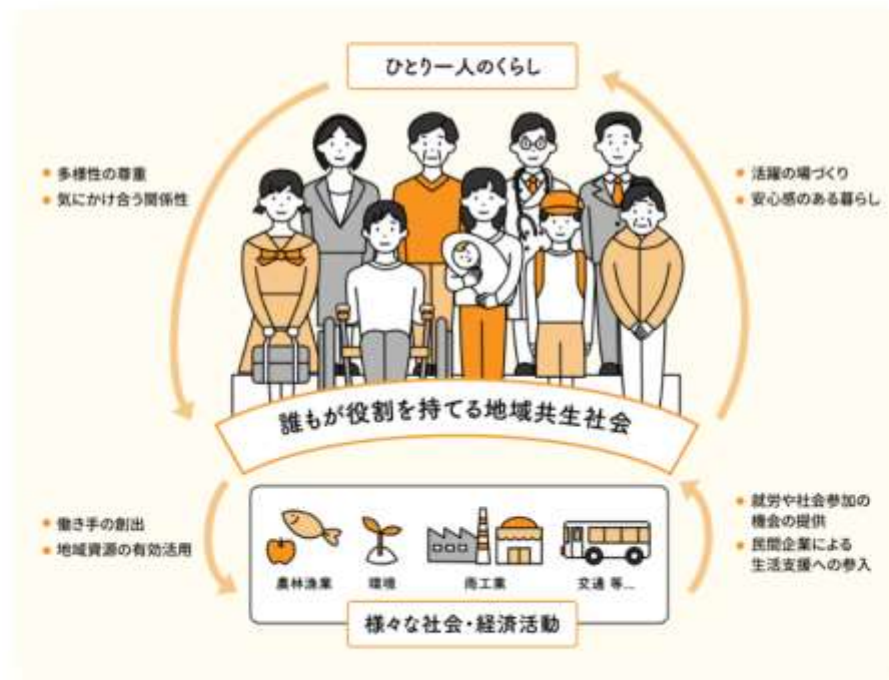 ひとり一人のくらし
● 多様性の尊重
● 気にかけ合う関係性
● 活躍の場づくり
● 安心感のある暮らし
誰もが役割を持てる地域共生社会
● 働き手の創出
● 地域資源の有効活用
● 就労や社会参加の
機会の提供
● 民間企業による
生活支援への参入
農林漁業 環境 商工業 交通 等...
様々な社会・経済活動